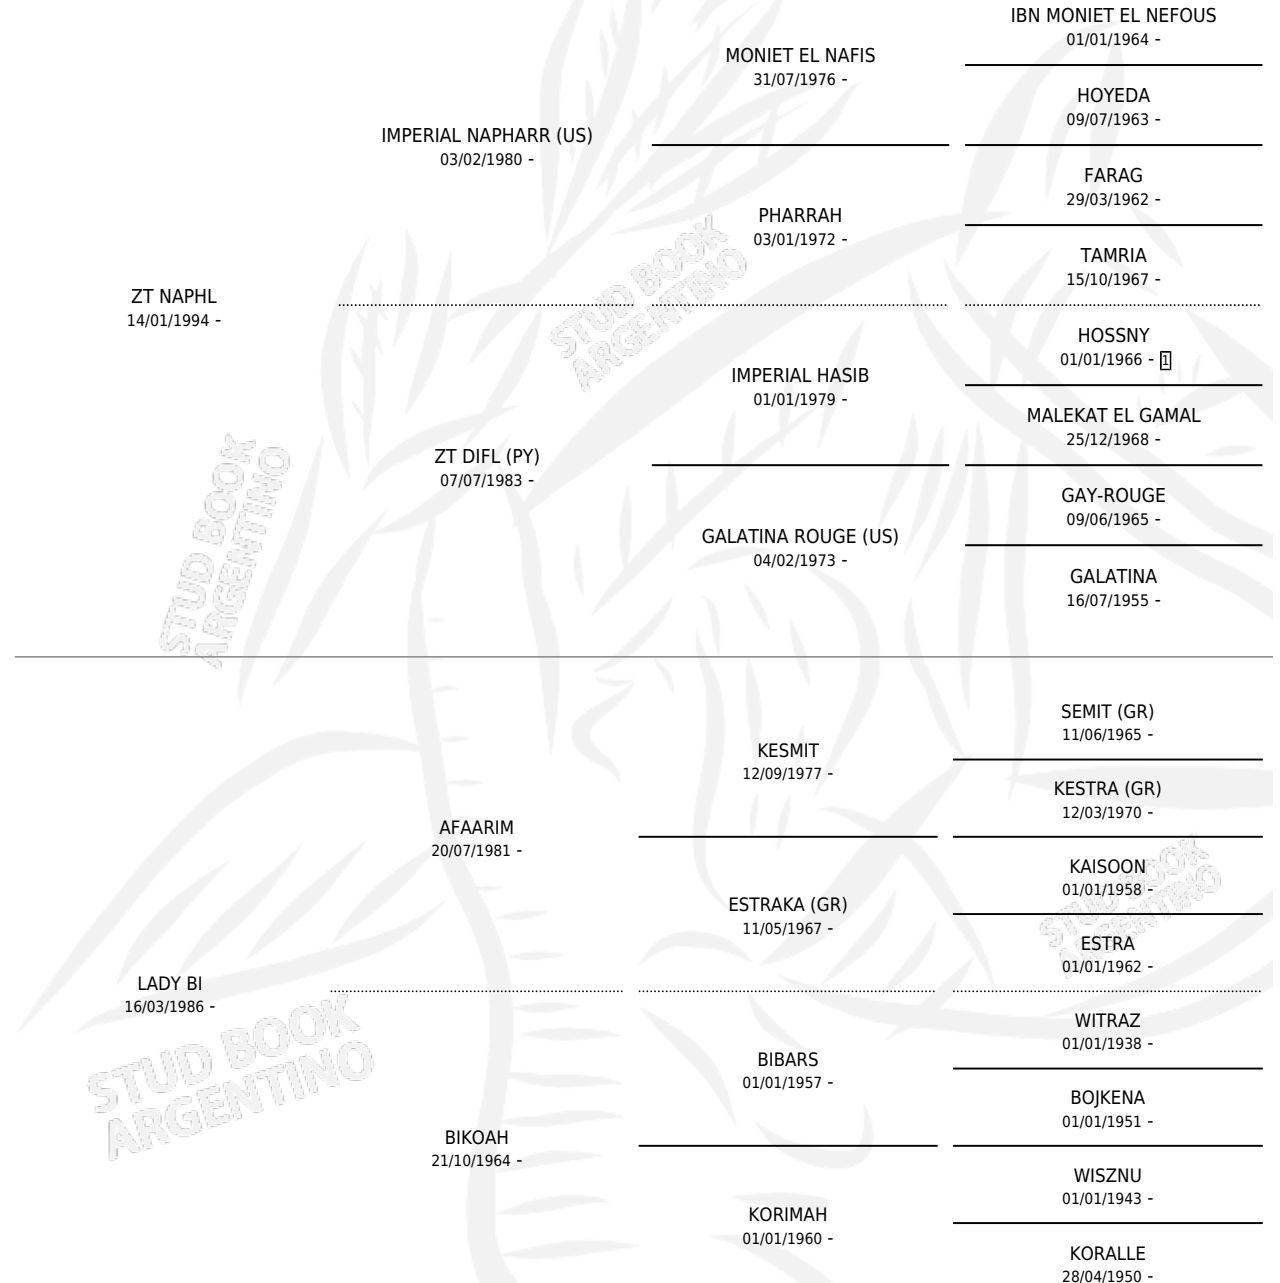 IBN MONIET EL NEFOUS
01/01/1964 -
MONIET EL NAFIS
31/07/1976 -
HOYEDA
09/07/1963 -
IMPERIAL NAPHARR (US)
03/02/1980 -
FARAG
29/03/1962 -
PHARRAH
03/01/1972 -
TAMRIA
15/10/1967 -
ZT NAPHL
14/01/1994 -
HOSSNY
01/01/1966 - 1
IMPERIAL HASIB
01/01/1979 -
MALEKAT EL GAMAL
25/12/1968 -
ZT DIFL (PY)
07/07/1983 -
GAY-ROUGE
09/06/1965 -
GALATINA ROUGE (US)
04/02/1973 -
GALATINA
16/07/1955 -
STUD BOOK
ARGENTINO
STUD BOOK
ARGENTINO
SEMIT (GR)
11/06/1965 -
KESMIT
12/09/1977 -
KESTRA (GR)
12/03/1970 -
AFAARIM
20/07/1981 -
KAISOON
01/01/1958 -
ESTRAKA (GR)
11/05/1967 -
ESTRA
01/01/1962 -
LADY BI
16/03/1986 -
WITRAZ
01/01/1938 -
BIBARS
01/01/1957 -
BOJKENA
01/01/1951 -
BIKOAH
21/10/1964 -
WISZNU
01/01/1943 -
KORIMAH
01/01/1960 -
KORALLE
28/04/1950 -
STUD BOOK
ARGENTINO
STUD BOOK
ARGENTINO